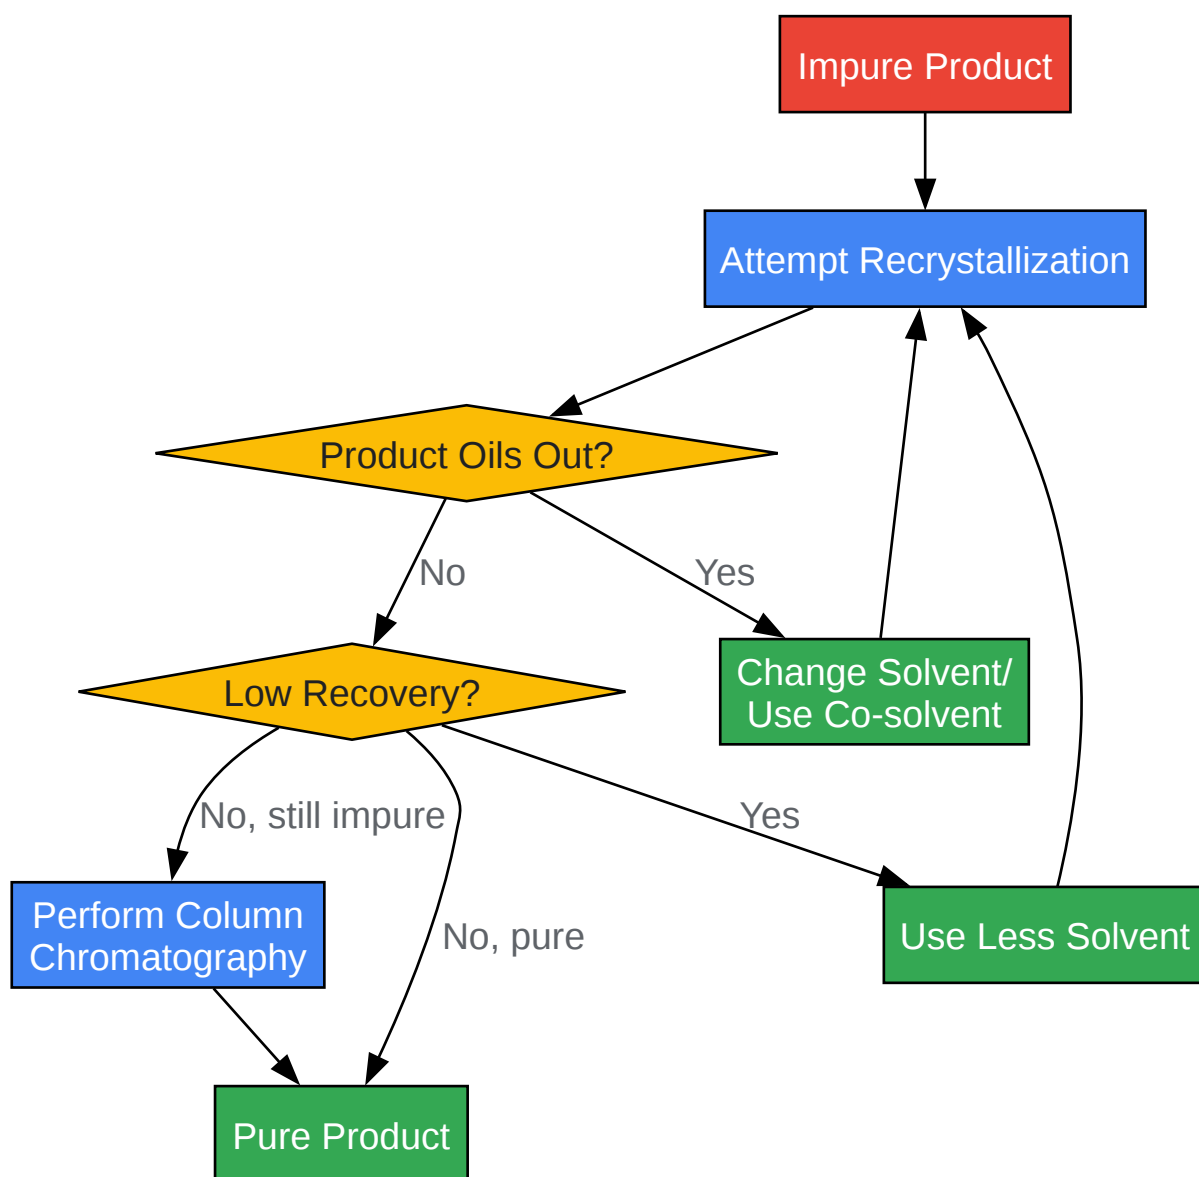 Impure Product
Attempt Recrystallization
Product Oils Out?
No
Yes
Change Solvent/
Use Co-solvent
Low Recovery?
No, still impure
Yes
Perform Column
Chromatography
No, pure
Use Less Solvent
Pure Product